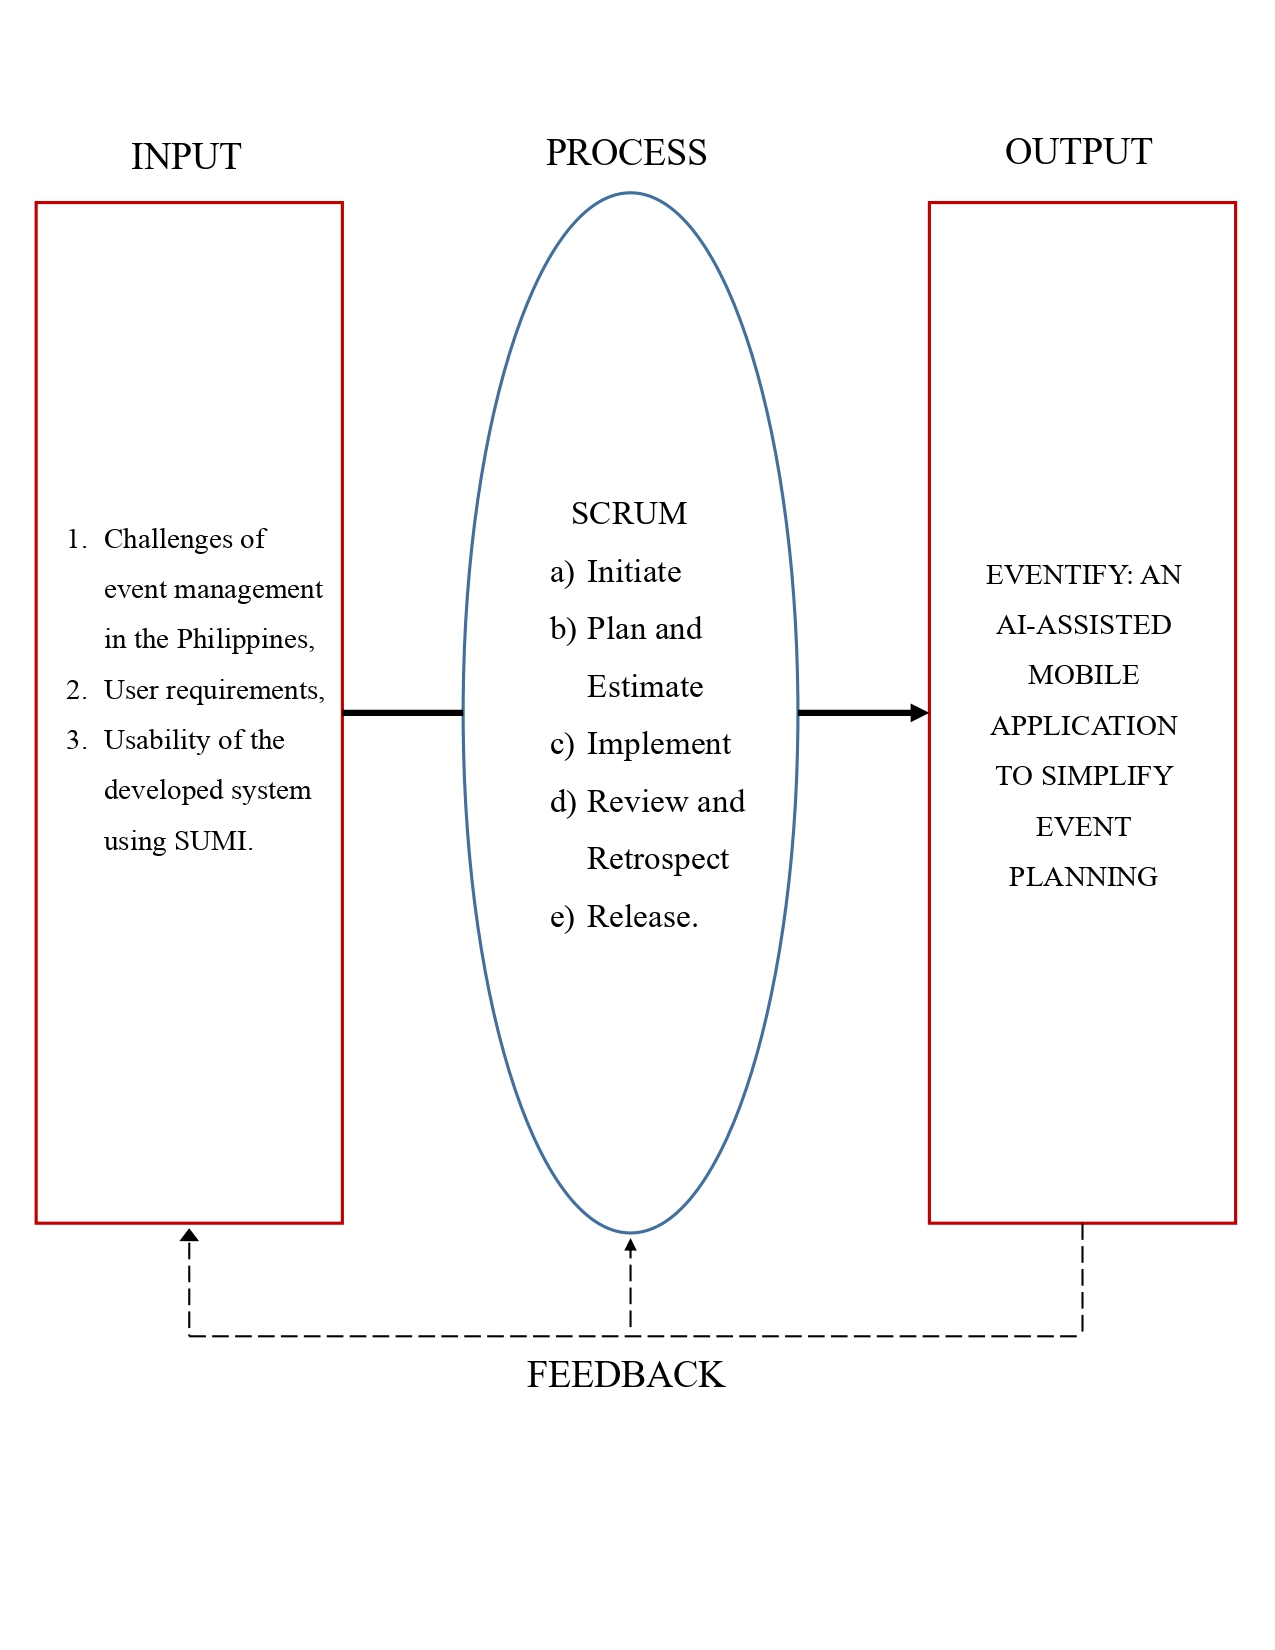 INPUT
PROCESS
OUTPUT
1. Challenges of
event management
in the Philippines,
2. User requirements,
3. Usability of the
developed system
using SUMI.
SCRUM
a) Initiate
b) Plan and
Estimate
c) Implement
d) Review and
Retrospect
e) Release.
EVENTIFY: AN
AI-ASSISTED
MOBILE
APPLICATION
TO SIMPLIFY
EVENT
PLANNING
FEEDBACK